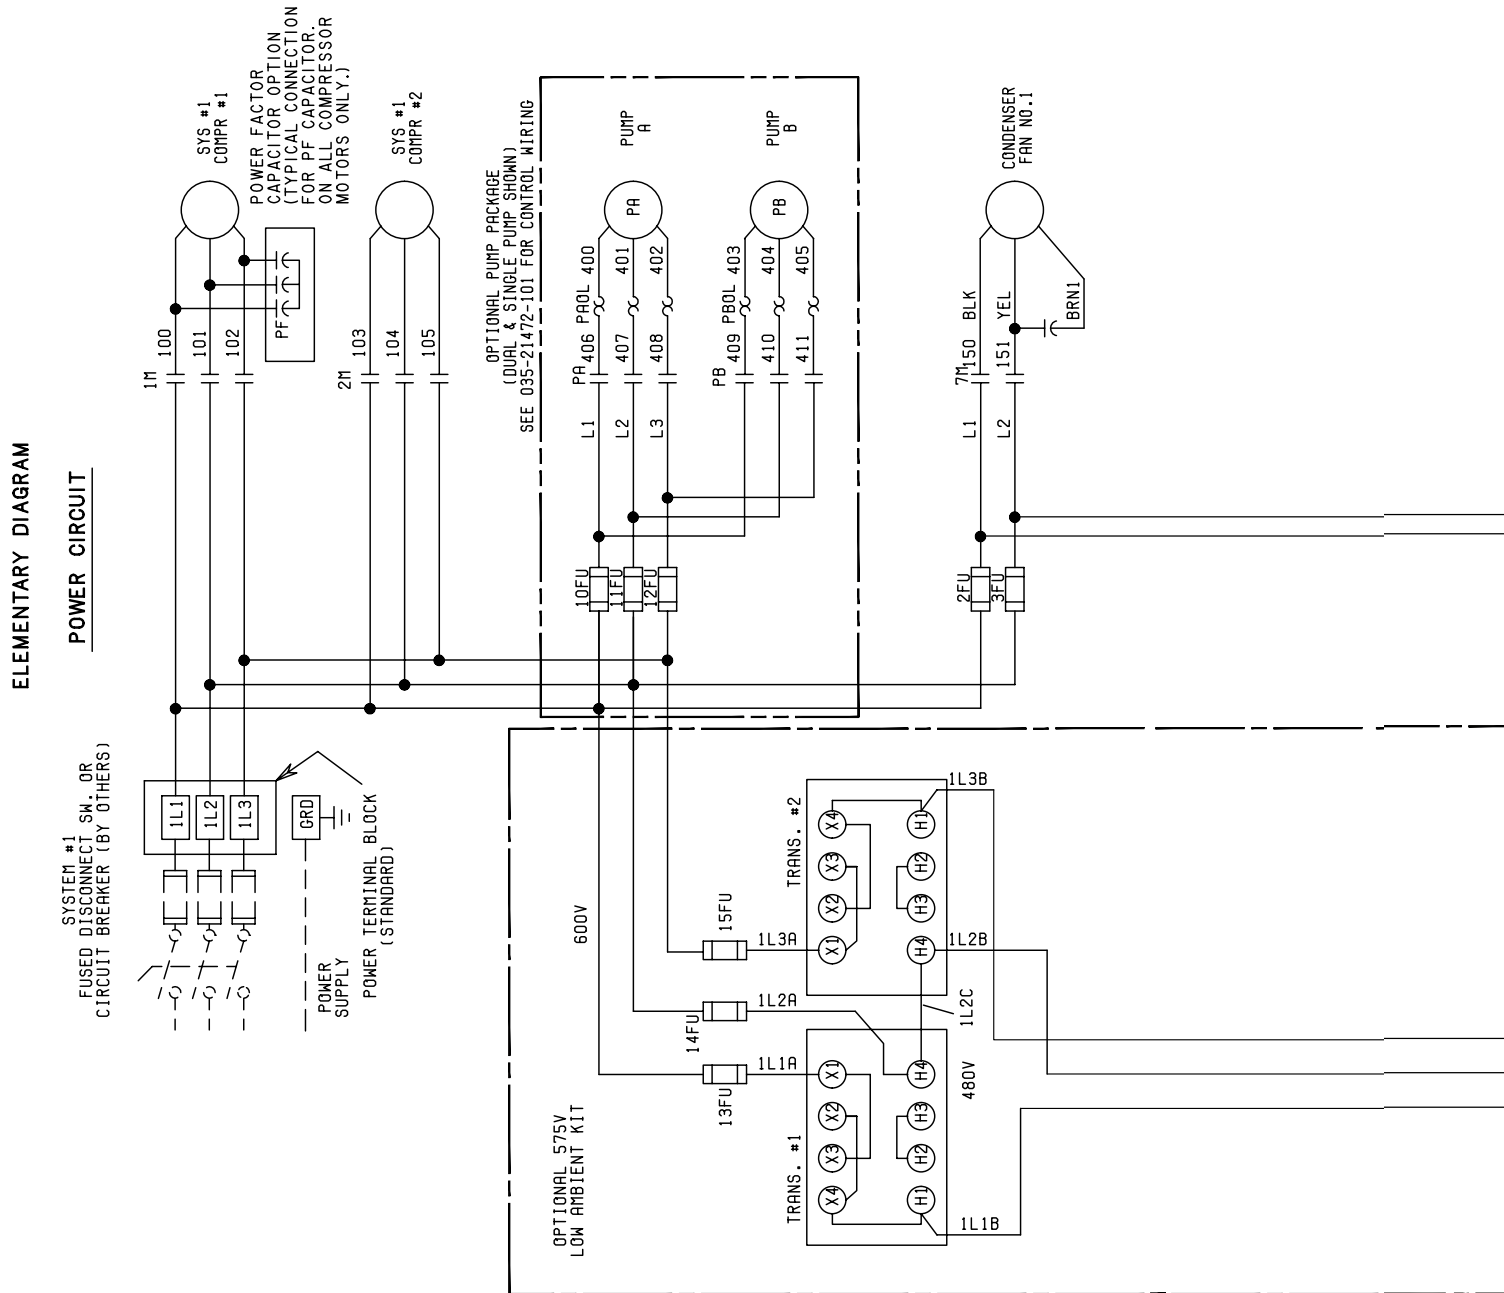 ELEMENTARY DIAGRAM
POWER CIRCUIT
SYSTEM #1
FUSED DISCONNECT SW. OR
CIRCUIT BREAKER (BY OTHERS)
1L1
1L2
1L3
GRD
POWER
SUPPLY
POWER TERMINAL BLOCK
(STANDARD)
1M
100
101
102
PF
SYS #1
COMPR #1
POWER FACTOR
CAPACITOR OPTION
(TYPICAL CONNECTION
FOR PF CAPACITOR.
ON ALL COMPRESSOR
MOTORS ONLY.)
2M
103
104
105
SYS #1
COMPR #2
OPTIONAL PUMP PACKAGE
(DUAL & SINGLE PUMP SHOWN)
SEE 035-21472-101 FOR CONTROL WIRING
10FU
11FU
12FU
L1
L2
L3
PA
406
PAOL
400
407
401
408
402
PA
PUMP
A
PB
409
PBOL
403
410
404
411
405
PB
PUMP
B
2FU
3FU
L1
L2
7M
150
BLK
151
YEL
BRN1
CONDENSER
FAN NO.1
OPTIONAL 575V
LOW AMBIENT KIT
600V
13FU
14FU
15FU
1L1A
1L2A
1L3A
TRANS. #1
X4
X3
X2
X1
H1
H2
H3
H4
TRANS. #2
X1
X2
X3
X4
H4
H3
H2
H1
1L1B
480V
1L2C
1L2B
1L3B